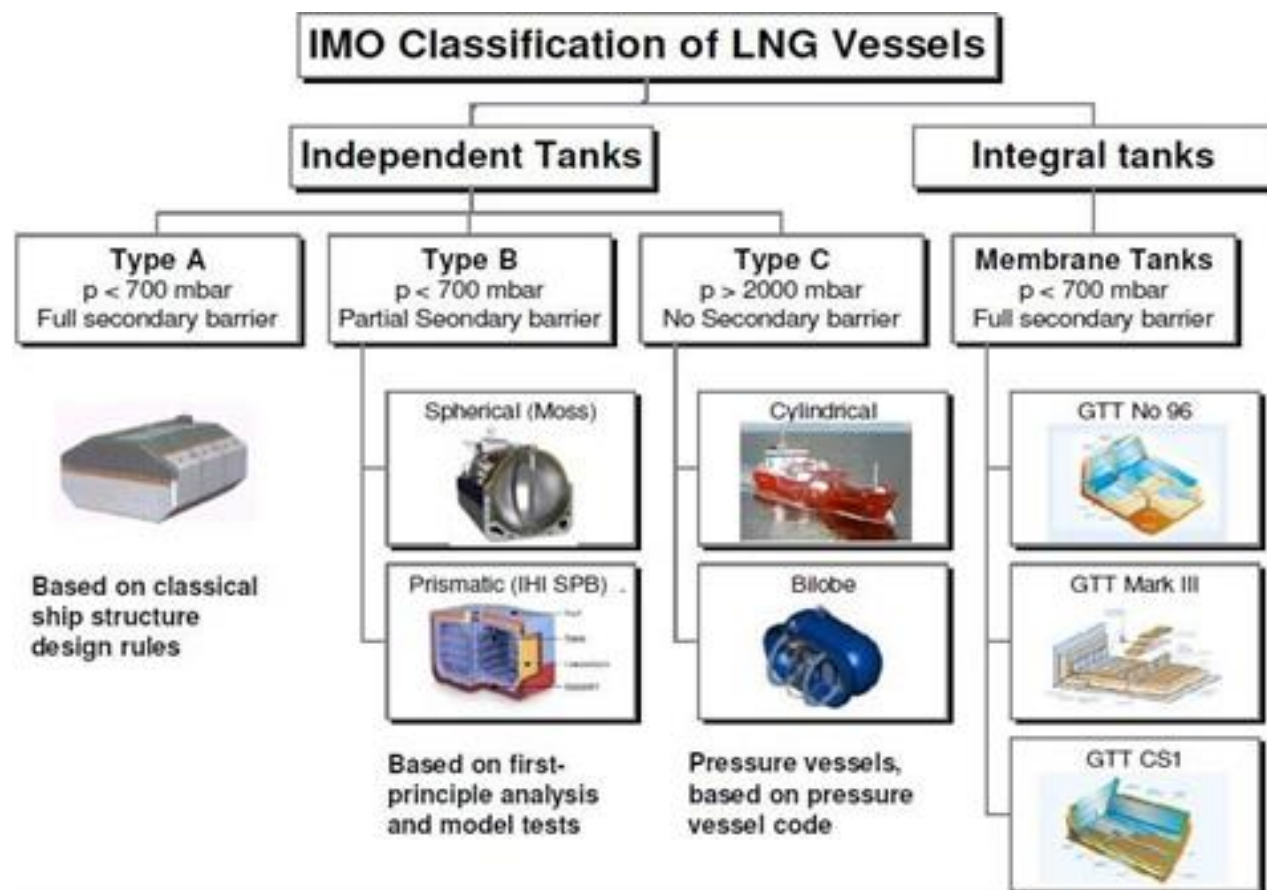 IMO Classification of LNG Vessels
Independent Tanks
Integral tanks
Type A
p < 700 mbar
Full secondary barrier
Type B
p < 700 mbar
Partial Seondary barrier
Type C
p > 2000 mbar
No Secondary barrier
Membrane Tanks
p < 700 mbar
Full secondary barrier
Based on classical
ship structure
design rules
Spherical (Moss)
Prismatic (IHI SPB) .
Based on first-
principle analysis
and model tests
Cylindrical
Bilobe
Pressure vessels,
based on pressure
vessel code
GTT No 96
GTT Mark III
GTT CS1